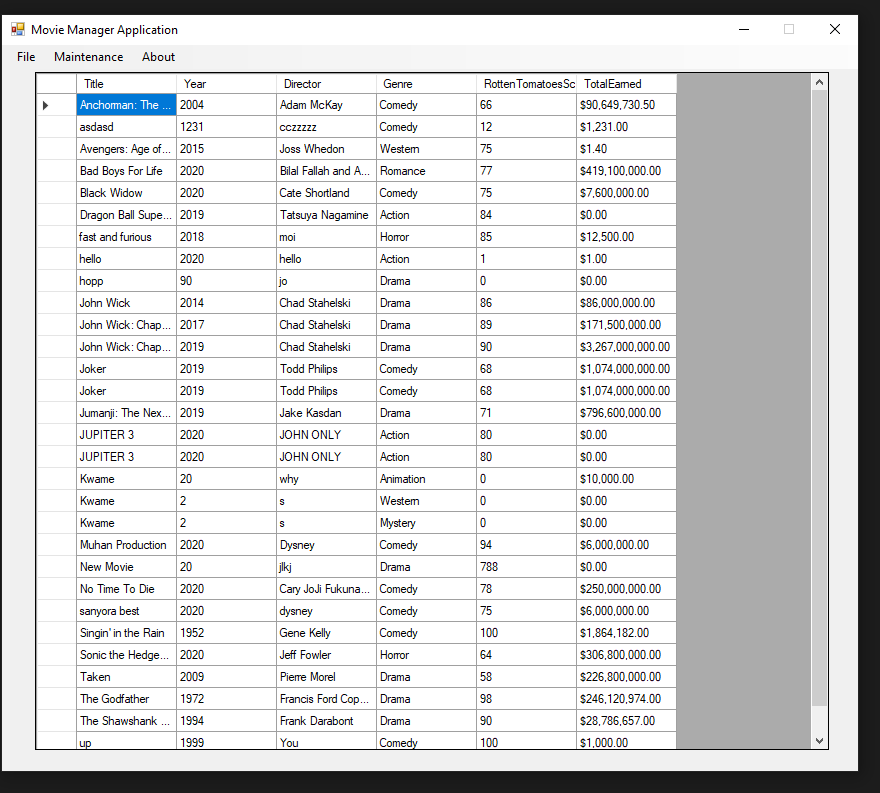 Movie Manager Application
File Maintenance About
Title Year Director Genre RottenTomatoesSc TotalEarned
Anchorman: The ... 2004 Adam McKay Comedy 66 $90,649,730.50
asdasd 1231 cczzzzz Comedy 12 $1,231.00
Avengers: Age of... 2015 Joss Whedon Western 75 $1.40
Bad Boys For Life 2020 Bilal Fallah and A... Romance 77 $419,100,000.00
Black Widow 2020 Cate Shortland Comedy 75 $7,600,000.00
Dragon Ball Supe... 2019 Tatsuya Nagamine Action 84 $0.00
fast and furious 2018 moi Horror 85 $12,500.00
hello 2020 hello Action 1 $1.00
hopp 90 jo Drama 0 $0.00
John Wick 2014 Chad Stahelski Drama 86 $86,000,000.00
John Wick: Chap... 2017 Chad Stahelski Drama 89 $171,500,000.00
John Wick: Chap... 2019 Chad Stahelski Drama 90 $3,267,000,000.00
Joker 2019 Todd Philips Comedy 68 $1,074,000,000.00
Joker 2019 Todd Philips Comedy 68 $1,074,000,000.00
Jumanji: The Nex... 2019 Jake Kasdan Drama 71 $796,600,000.00
JUPITER 3 2020 JOHN ONLY Action 80 $0.00
JUPITER 3 2020 JOHN ONLY Action 80 $0.00
Kwame 20 why Animation 0 $10,000.00
Kwame 2 s Western 0 $0.00
Kwame 2 s Mystery 0 $0.00
Muhan Production 2020 Dysney Comedy 94 $6,000,000.00
New Movie 20 jlkj Drama 788 $0.00
No Time To Die 2020 Cary JoJi Fukuna... Comedy 78 $250,000,000.00
sanyora best 2020 dysney Comedy 75 $6,000,000.00
Singin' in the Rain 1952 Gene Kelly Comedy 100 $1,864,182.00
Sonic the Hedge... 2020 Jeff Fowler Horror 64 $306,800,000.00
Taken 2009 Pierre Morel Drama 58 $226,800,000.00
The Godfather 1972 Francis Ford Cop... Drama 98 $246,120,974.00
The Shawshank ... 1994 Frank Darabont Drama 90 $28,786,657.00
up 1999 You Comedy 100 $1,000.00